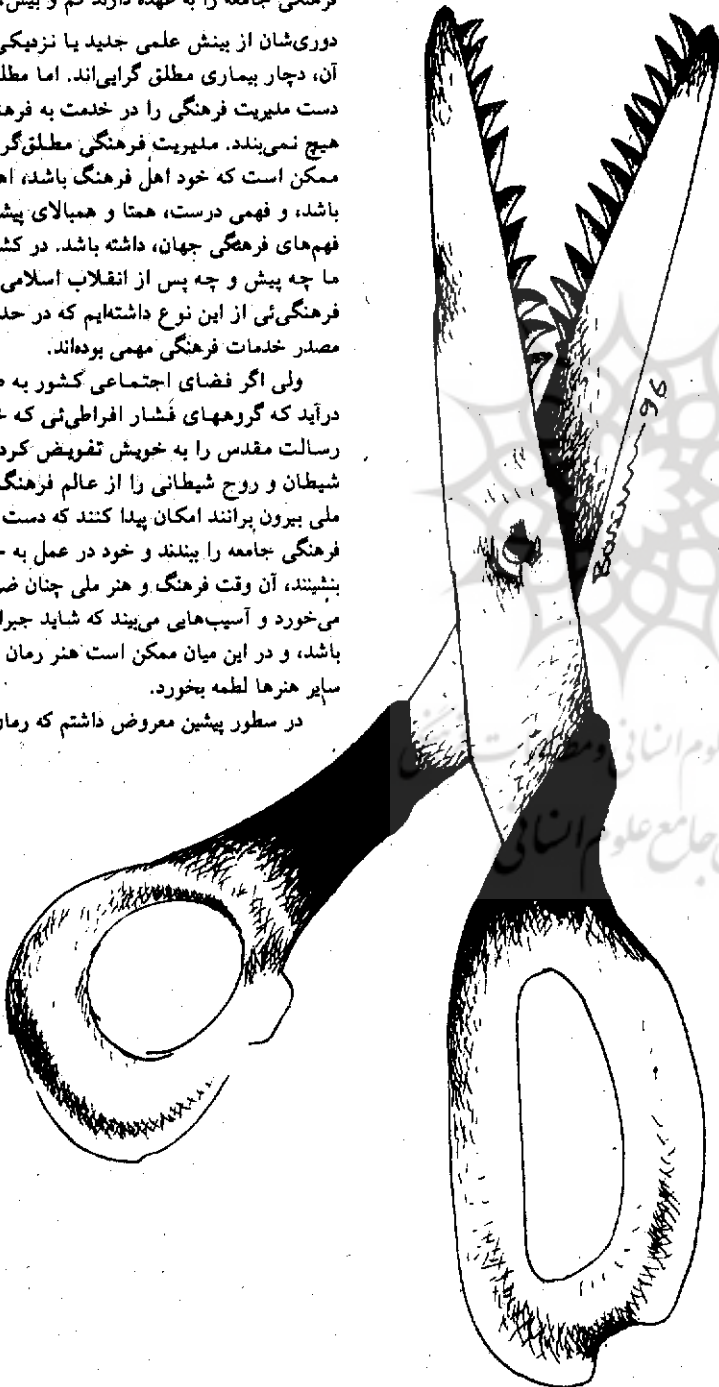 فرهنگی جامعه را به عهده دارند کم و بیش
دوری‌شان از بینش علمی جدید یا نزدیکی
آن، دچار بیماری مطلق گرایی‌اند. اما مطل
دست مدیریت فرهنگی را در خدمت به فرهن
هیچ نمی‌بندد. مدیریت فرهنگی مطلق‌گر
ممکن است که خود اهل فرهنگ باشد، اه
باشد، و فهمی درست، همتا و همبالای پیش
فهم‌های فرهنگی جهان، داشته باشد. در کش
ما چه پیش و چه پس از انقلاب اسلامی
فرهنگی‌ئی از این نوع داشته‌ایم که در حد
مصدر خدمات فرهنگی مهمی بوده‌اند.
ولی اگر فضای اجتماعی کشور به ص
درآید که گروههای فشار افراطی‌ئی که خ
رسالت مقدس را به خویش تفویض کرد
شیطان و روح شیطانی را از عالم فرهنگ
ملی بیرون برانند امکان پیدا کنند که دست
فرهنگی جامعه را ببندند و خود در عمل به ج
بنشینند، آن وقت فرهنگ و هنر ملی چنان ضر
می‌خورد و آسیب‌هایی می‌بیند که شاید جبرا
باشد، و در این میان ممکن است هنر رمان
سایر هنرها لطمه بخورد.
در سطور پیشین معروض داشتم که رمان
96
علوم انسانی و مطالعات فرهنگی
جامع علوم انسانی